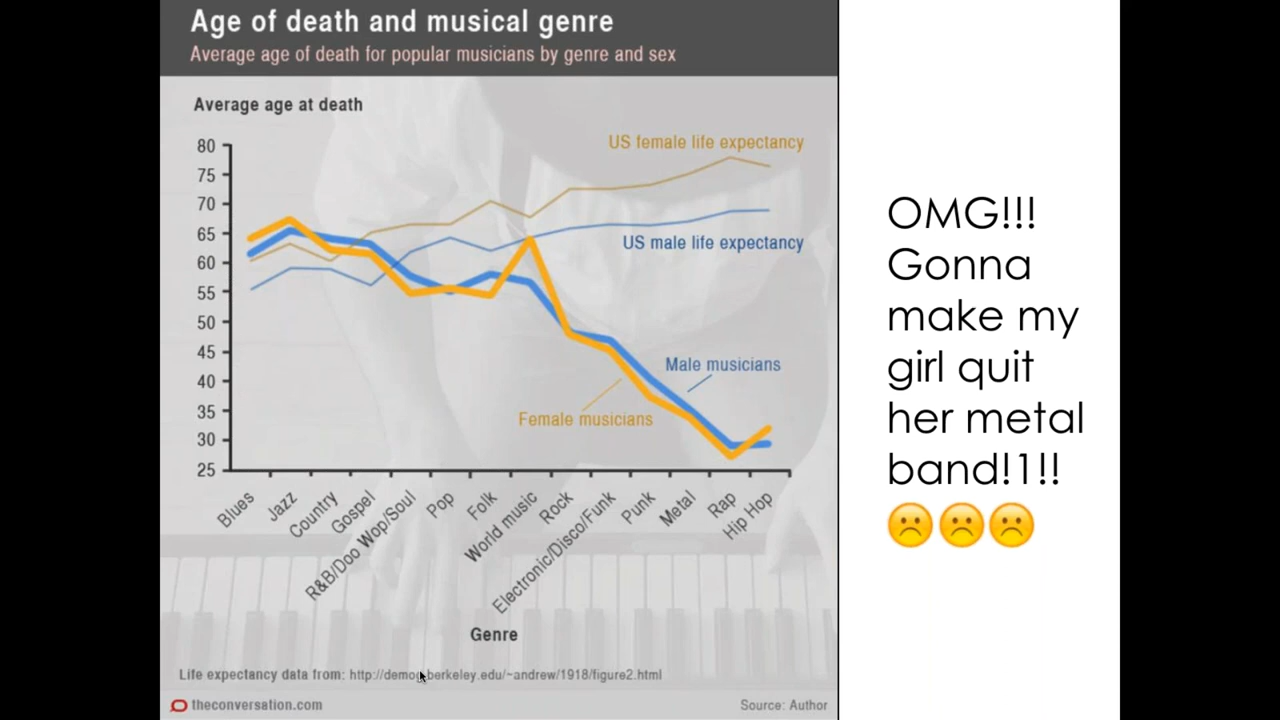 Age of death and musical genre
Average age of death for popular musicians by genre and sex
Average age at death
80
75
70
65
60
55
50
45
40
35
30
25
US female life expectancy
US male life expectancy
Male musicians
Female musicians
Blues
Jazz
Country
Gospel
R&B/Doo Wop/Soul
Pop
Folk
World music
Rock
Electronic/Disco/Funk
Punk
Metal
Rap
Hip Hop
Genre
Life expectancy data from: http://demog.berkeley.edu/~andrew/1918/figure2.html
theconversation.com
Source: Author
OMG!!!
Gonna
make my
girl quit
her metal
band!1!!
☹️☹️☹️